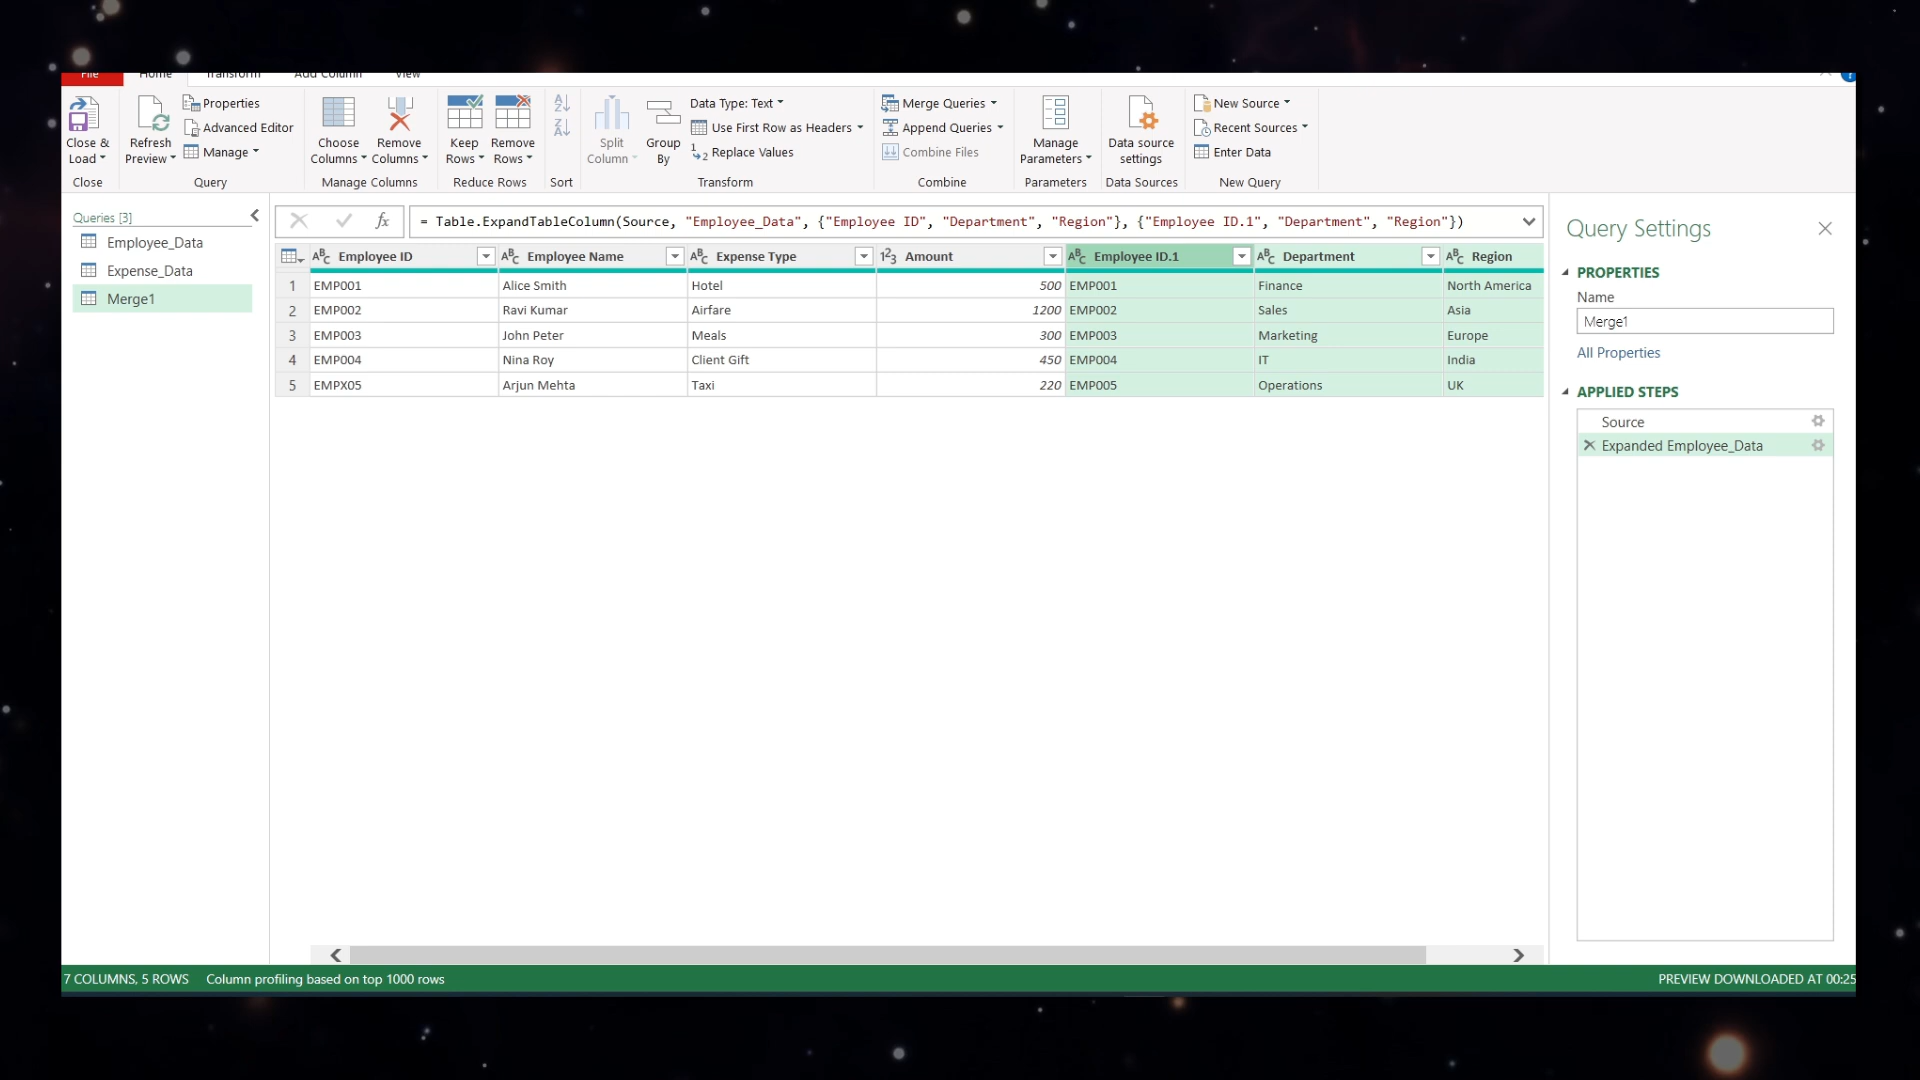 File Home Transform Add Column View
Close & Load
Close
Refresh Preview
Properties
Advanced Editor
Manage
Query
Choose Columns
Remove Columns
Manage Columns
Keep Rows
Remove Rows
Reduce Rows
Sort
Split Column
Group By
Data Type: Text
Use First Row as Headers
Replace Values
Transform
Merge Queries
Append Queries
Combine Files
Combine
Manage Parameters
Parameters
Data source settings
Data Sources
New Source
Recent Sources
Enter Data
New Query
Queries [3]
Employee_Data
Expense_Data
Merge1
fx
= Table.ExpandTableColumn(Source, "Employee_Data", {"Employee ID", "Department", "Region"}, {"Employee ID.1", "Department", "Region"})
Employee ID Employee Name Expense Type Amount Employee ID.1 Department Region
1 EMP001 Alice Smith Hotel 500 EMP001 Finance North America
2 EMP002 Ravi Kumar Airfare 1200 EMP002 Sales Asia
3 EMP003 John Peter Meals 300 EMP003 Marketing Europe
4 EMP004 Nina Roy Client Gift 450 EMP004 IT India
5 EMPX05 Arjun Mehta Taxi 220 EMP005 Operations UK
Query Settings
PROPERTIES
Name
Merge1
All Properties
APPLIED STEPS
Source
Expanded Employee_Data
7 COLUMNS, 5 ROWS Column profiling based on top 1000 rows
PREVIEW DOWNLOADED AT 00:25